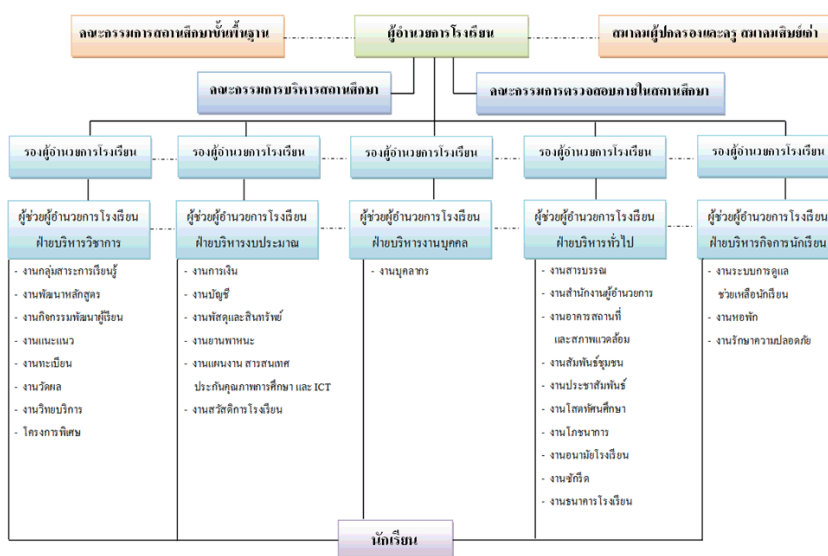 คณะกรรมการสถานศึกษาขั้นพื้นฐาน
ผู้อำนวยการโรงเรียน
สมาคมผู้ปกครองและครู สมาคมศิษย์เก่า
คณะกรรมการบริหารสถานศึกษา
คณะกรรมการตรวจสอบภายในสถานศึกษา
รองผู้อำนวยการโรงเรียน
รองผู้อำนวยการโรงเรียน
รองผู้อำนวยการโรงเรียน
รองผู้อำนวยการโรงเรียน
รองผู้อำนวยการโรงเรียน
ผู้ช่วยผู้อำนวยการโรงเรียน
ฝ่ายบริหารวิชาการ
- งานกลุ่มสาระการเรียนรู้
- งานพัฒนาหลักสูตร
- งานกิจกรรมพัฒนาผู้เรียน
- งานแนะแนว
- งานทะเบียน
- งานวัดผล
- งานวิทยบริการ
- โครงการพิเศษ
ผู้ช่วยผู้อำนวยการโรงเรียน
ฝ่ายบริหารงบประมาณ
- งานการเงิน
- งานบัญชี
- งานพัสดุและสินทรัพย์
- งานยานพาหนะ
- งานแผนงาน สารสนเทศ
ประกันคุณภาพการศึกษา และ ICT
- งานสวัสดิการโรงเรียน
ผู้ช่วยผู้อำนวยการโรงเรียน
ฝ่ายบริหารงานบุคคล
- งานบุคลากร
ผู้ช่วยผู้อำนวยการโรงเรียน
ฝ่ายบริหารทั่วไป
- งานสารบรรณ
- งานสำนักงานผู้อำนวยการ
- งานอาคารสถานที่
และสภาพแวดล้อม
- งานสัมพันธ์ชุมชน
- งานประชาสัมพันธ์
- งานโสตทัศนศึกษา
- งานโภชนาการ
- งานอนามัยโรงเรียน
- งานซักรีด
- งานธนาคารโรงเรียน
ผู้ช่วยผู้อำนวยการโรงเรียน
ฝ่ายบริหารกิจการนักเรียน
- งานระบบการดูแล
ช่วยเหลือนักเรียน
- งานหอพัก
- งานรักษาความปลอดภัย
นักเรียน